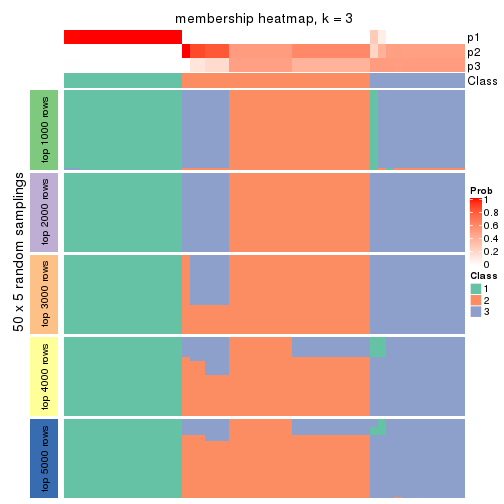 membership heatmap, k = 3
p1
p2
p3
Class
50 x 5 random samplings
top 1000 rows
top 2000 rows
top 3000 rows
top 4000 rows
top 5000 rows
Prob
1
0.8
0.6
0.4
0.2
0
Class
1
2
3